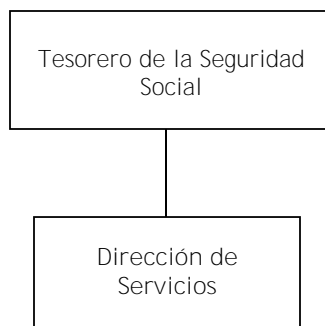 Tesorero de la Seguridad
Social
Dirección de
Servicios